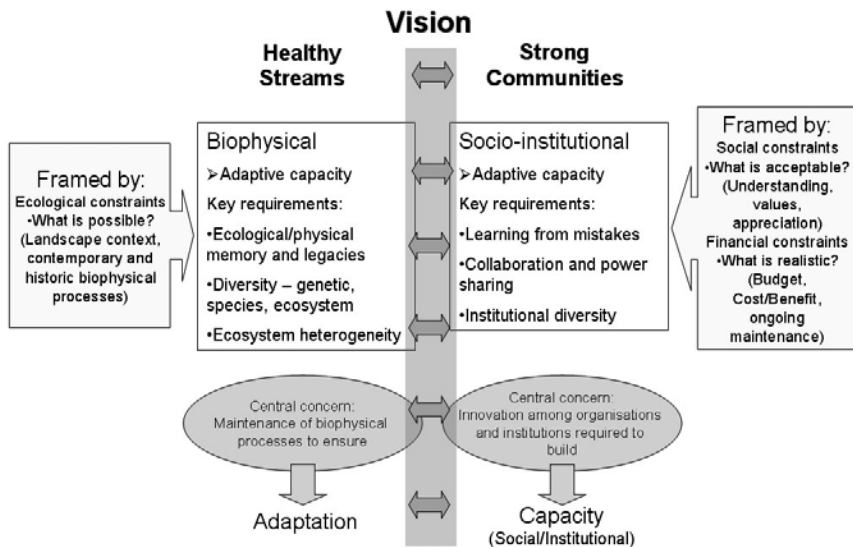 Vision
Healthy
Streams
Strong
Communities
Framed by:
Ecological constraints
•What is possible?
(Landscape context,
contemporary and
historic biophysical
processes)
Biophysical
➢Adaptive capacity
Key requirements:
•Ecological/physical
memory and legacies
•Diversity – genetic,
species, ecosystem
•Ecosystem heterogeneity
Socio-institutional
➢Adaptive capacity
Key requirements:
•Learning from mistakes
•Collaboration and power
sharing
•Institutional diversity
Framed by:
Social constraints
•What is acceptable?
(Understanding,
values,
appreciation)
Financial constraints
•What is realistic?
(Budget,
Cost/Benefit,
ongoing
maintenance)
Central concern:
Maintenance of biophysical
processes to ensure
Central concern:
Innovation among organisations
and institutions required to
build
Adaptation
Capacity
(Social/Institutional)